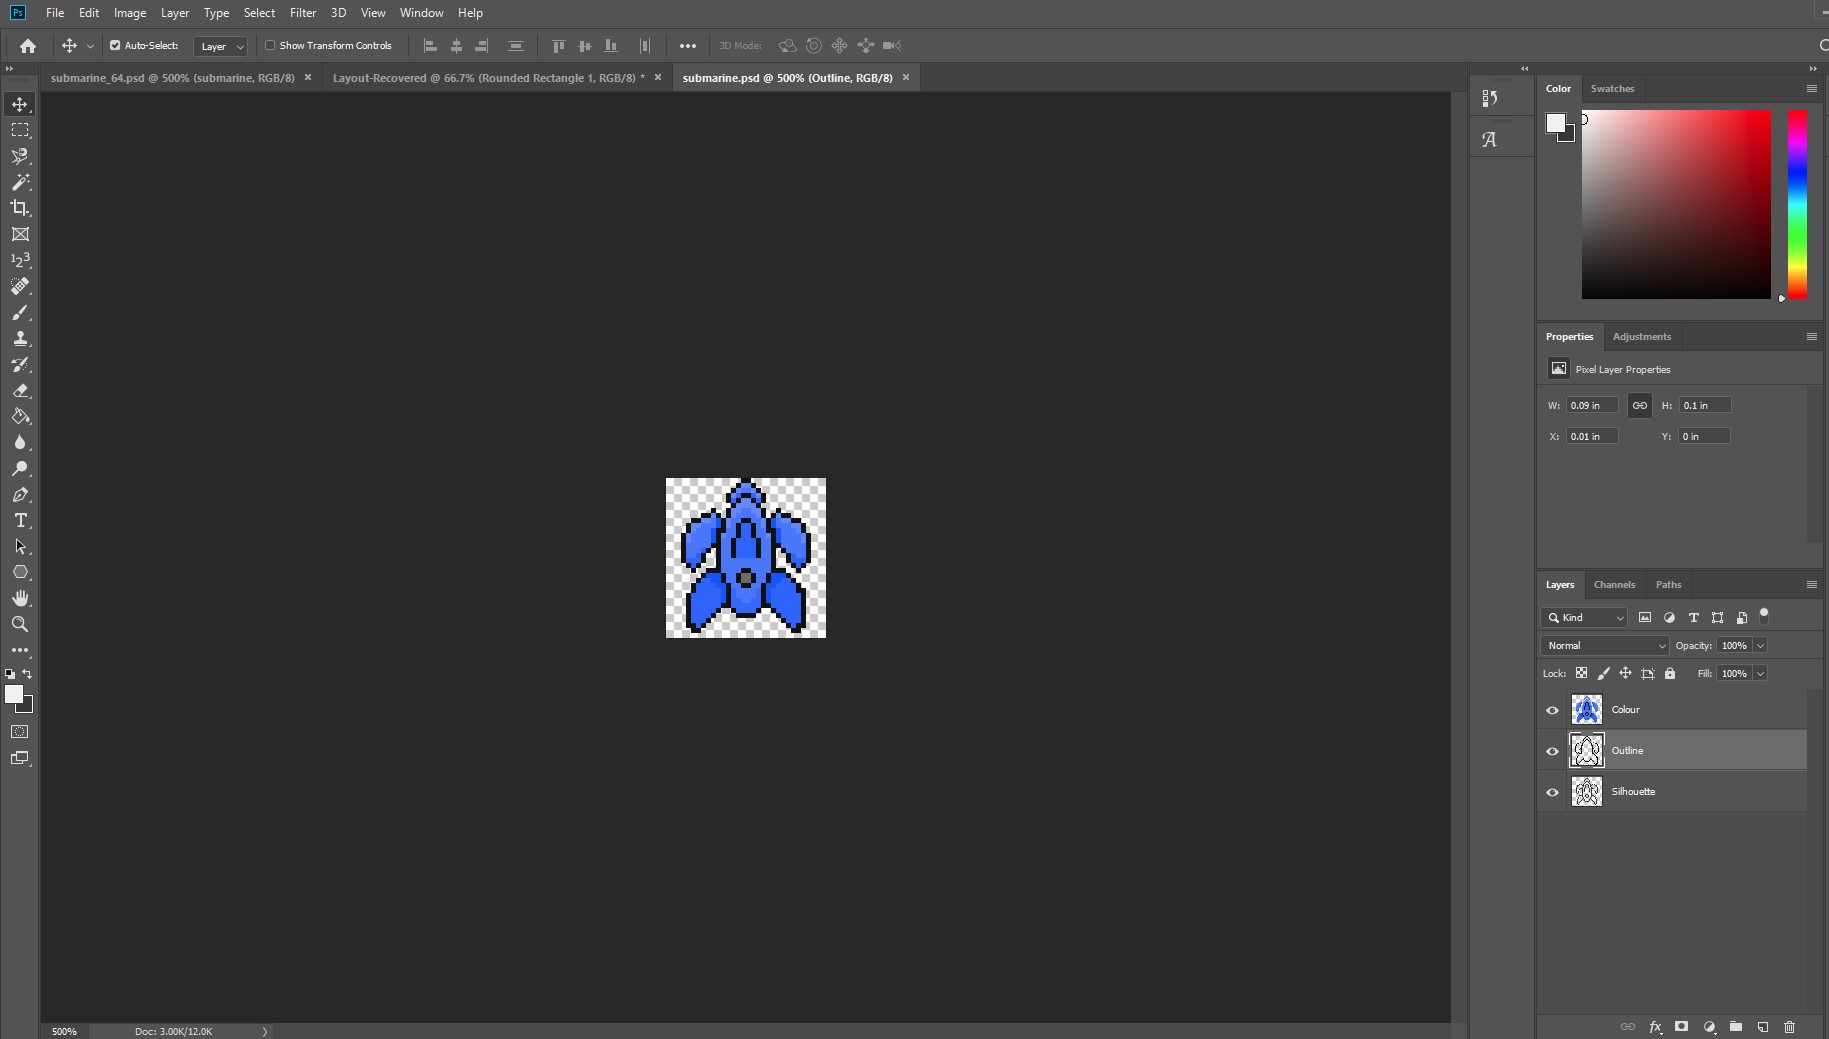 Ps File Edit Image Layer Type Select Filter 3D View Window Help
Auto-Select: Layer Show Transform Controls 3D Mode:
submarine_64.psd @ 500% (submarine, RGB/8) × Layout-Recovered @ 66.7% (Rounded Rectangle 1, RGB/8) * × submarine.psd @ 500% (Outline, RGB/8) ×
Color Swatches
Properties Adjustments
Pixel Layer Properties
W: 0.09 in H: 0.1 in
X: 0.01 in Y: 0 in
Layers Channels Paths
Kind
Normal Opacity: 100%
Lock: Fill: 100%
Colour
Outline
Silhouette
500% Doc: 3.00K/12.0K